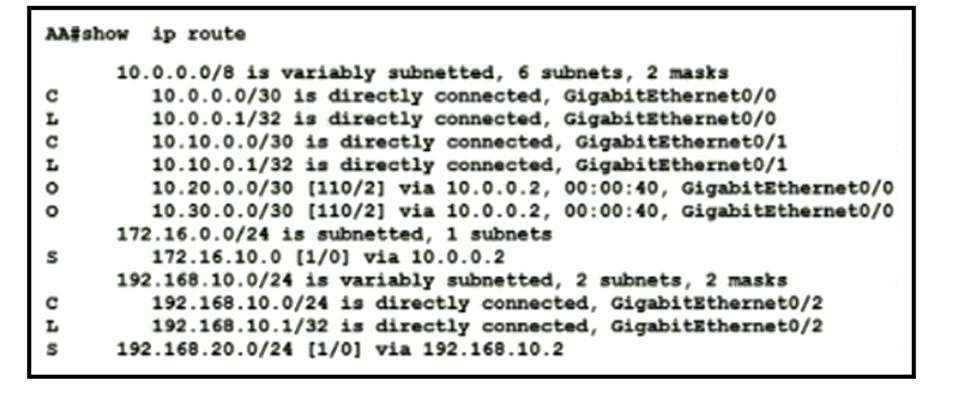 AA#show ip route
10.0.0.0/8 is variably subnetted, 6 subnets, 2 masks
C 10.0.0.0/30 is directly connected, GigabitEthernet0/0
L 10.0.0.1/32 is directly connected, GigabitEthernet0/0
C 10.10.0.0/30 is directly connected, GigabitEthernet0/1
L 10.10.0.1/32 is directly connected, GigabitEthernet0/1
O 10.20.0.0/30 [110/2] via 10.0.0.2, 00:00:40, GigabitEthernet0/0
O 10.30.0.0/30 [110/2] via 10.0.0.2, 00:00:40, GigabitEthernet0/0
172.16.0.0/24 is subnetted, 1 subnets
S 172.16.10.0 [1/0] via 10.0.0.2
192.168.10.0/24 is variably subnetted, 2 subnets, 2 masks
C 192.168.10.0/24 is directly connected, GigabitEthernet0/2
L 192.168.10.1/32 is directly connected, GigabitEthernet0/2
S 192.168.20.0/24 [1/0] via 192.168.10.2